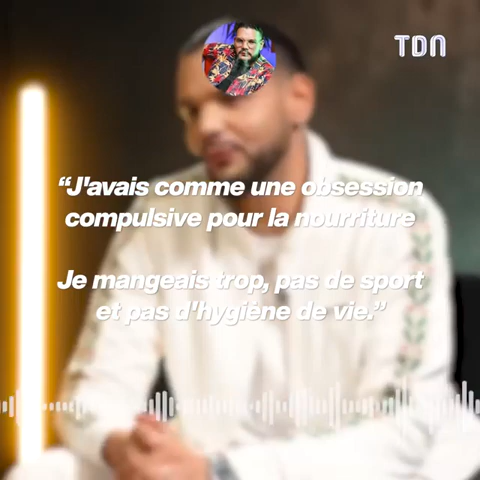 TDN
“J'avais comme une obsession
compulsive pour la nourriture
Je mangeais trop, pas de sport
et pas d'hygiène de vie.”